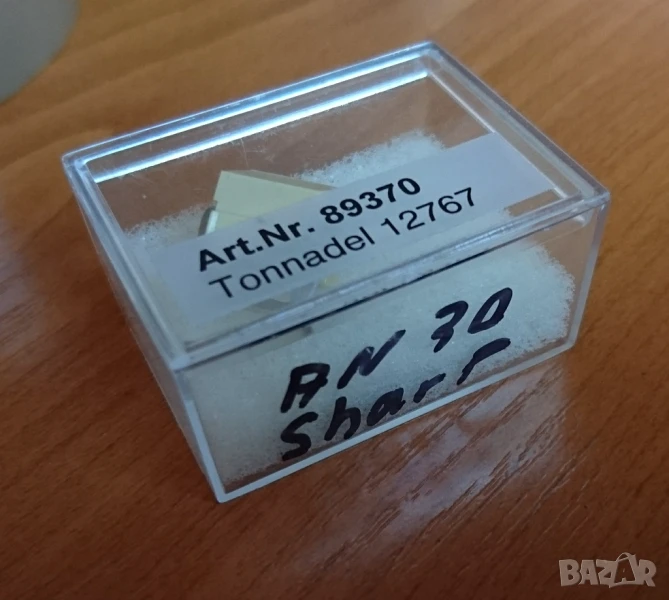 Art.Nr. 89370
Tonnadel 12767
AN 30
Sharp
BAZAR